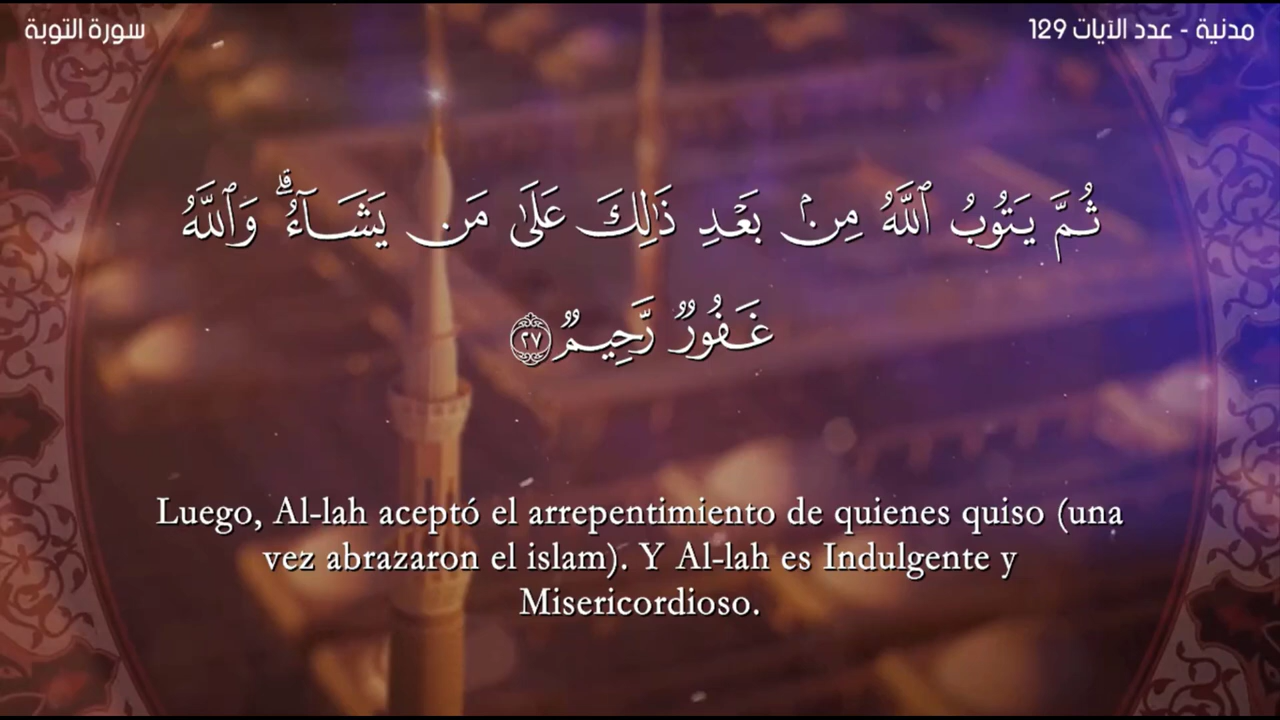 سورة التوبة
مدنية - عدد الآيات 129
ثُمَّ يَتُوبُ ٱللَّهُ مِنۢ بَعْدِ ذَٰلِكَ عَلَىٰ مَن يَشَآءُ ۗ وَٱللَّهُ
غَفُورٌ رَّحِيمٌ ٢٧
Luego, Al-lah aceptó el arrepentimiento de quienes quiso (una
vez abrazaron el islam). Y Al-lah es Indulgente y
Misericordioso.